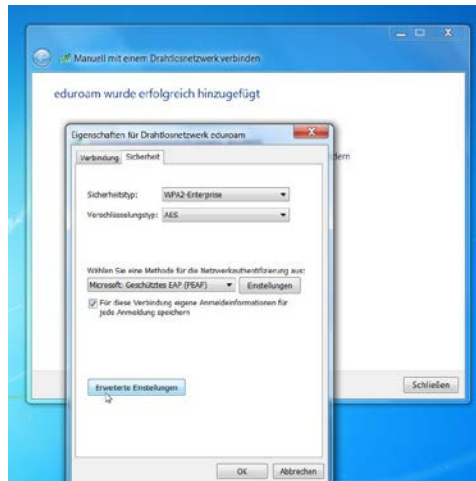 Manuell mit einem Drahtlosnetzwerk verbinden
eduroam wurde erfolgreich hinzugefügt
Eigenschaften für Drahtlosnetzwerk eduroam
dern
Verbindung Sicherheit
Sicherheitstyp: WPA2-Enterprise
Verschlüsselungstyp: AES
Wählen Sie eine Methode für die Netzwerkauthentifizierung aus:
Microsoft: Geschütztes EAP (PEAP) Einstellungen
Für diese Verbindung eigene Anmeldeinformationen für
jede Anmeldung speichern
Erweiterte Einstellungen
Schließen
OK Abbrechen